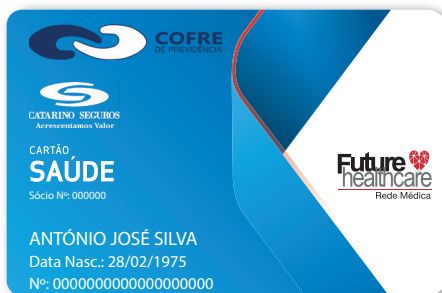 COFRE
DE PREVIDÊNCIA
CATARINO SEGUROS
Acrescentamos Valor
CARTÃO
SAÚDE
Sócio Nº: 000000
Future
healthcare
Rede Médica
ANTÓNIO JOSÉ SILVA
Data Nasc.: 28/02/1975
Nº: 0000000000000000000